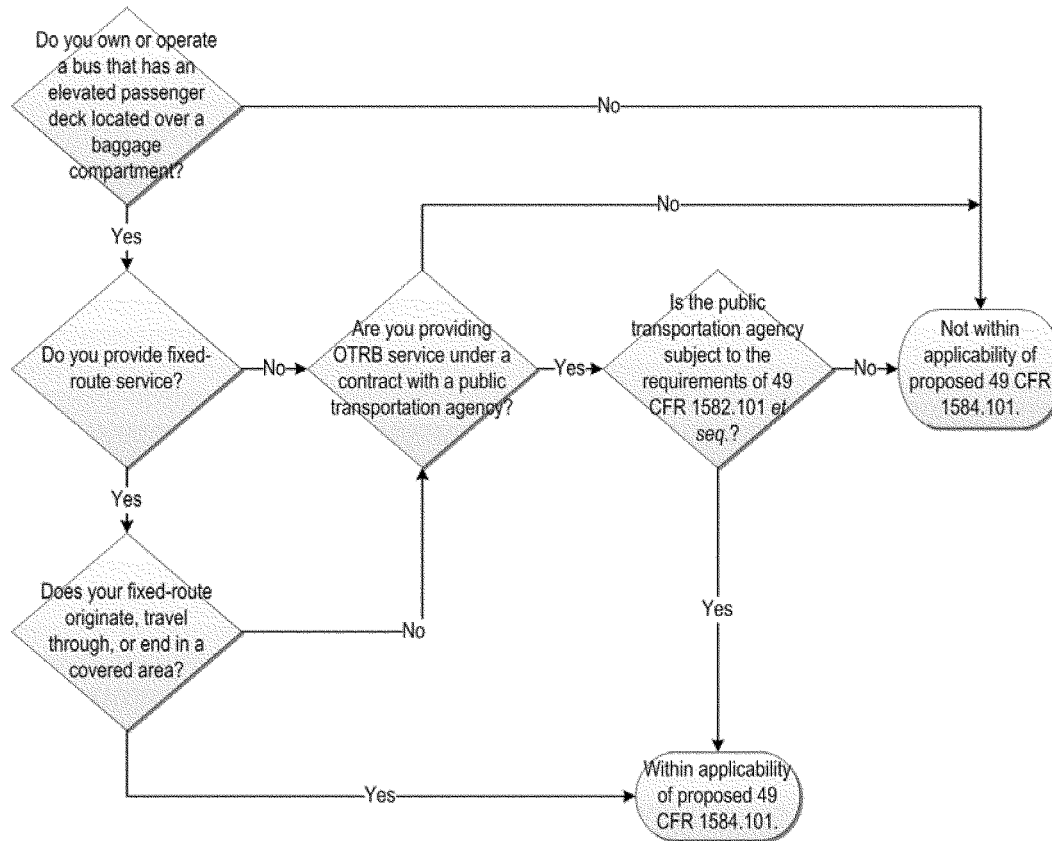 Do you own or operate
a bus that has an
elevated passenger
deck located over a
baggage
compartment?
No
Yes
No
Do you provide fixed-
route service?
No
Are you providing
OTRB service under a
contract with a public
transportation agency?
Yes
Is the public
transportation agency
subject to the
requirements of 49
CFR 1582.101 et
seq.?
No
Not within
applicability of
proposed 49 CFR
1584.101.
Yes
Does your fixed-route
originate, travel
through, or end in a
covered area?
No
Yes
Yes
Within applicability
of proposed 49
CFR 1584.101.